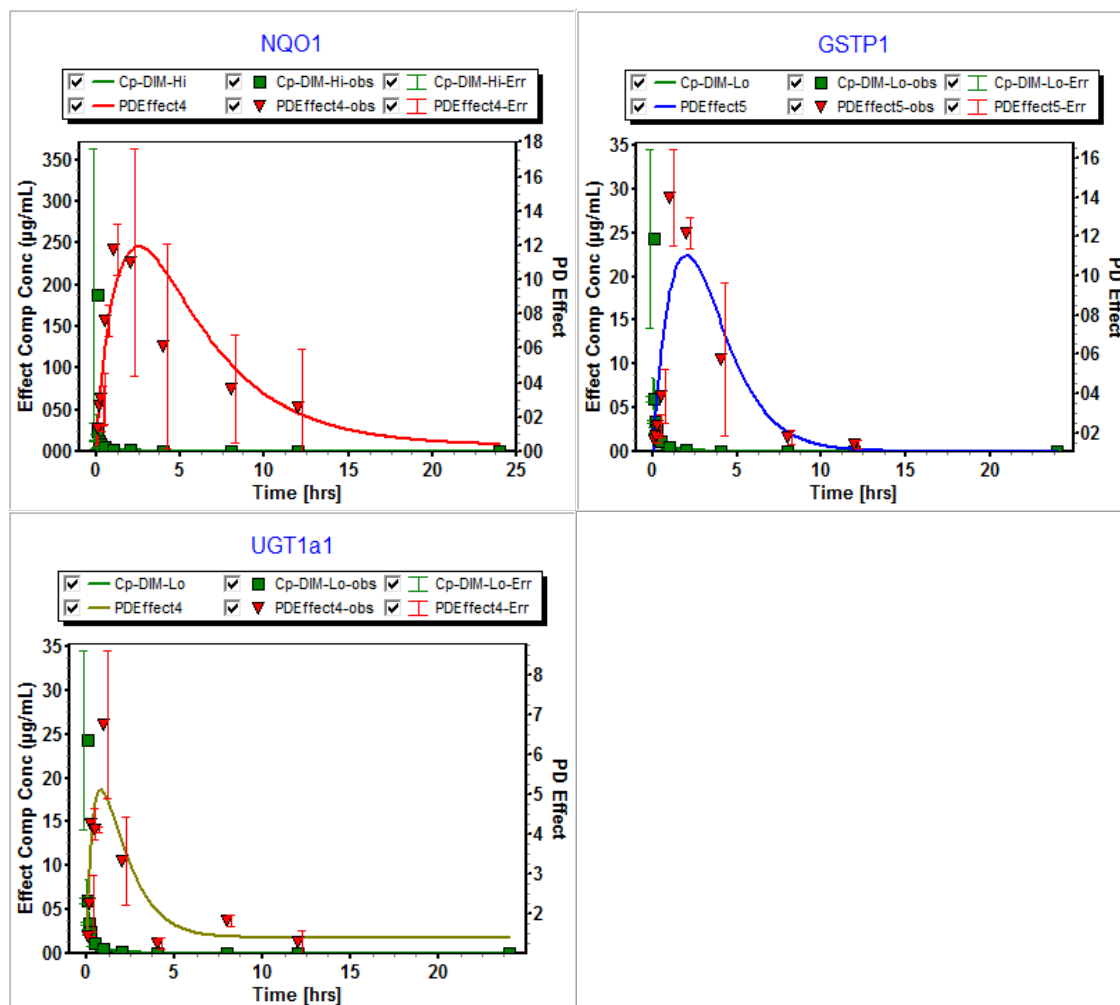 NQO1
Cp-DIM-Hi Cp-DIM-Hi-obs Cp-DIM-Hi-Err
PDEffect4 PDEffect4-obs PDEffect4-Err
Effect Comp Conc (µg/mL)
350
300
250
200
150
100
050
000
18
16
14
12
10
08
06
04
02
00
PD Effect
0 5 10 15 20 25
Time [hrs]
GSTP1
Cp-DIM-Lo Cp-DIM-Lo-obs Cp-DIM-Lo-Err
PDEffect5 PDEffect5-obs PDEffect5-Err
Effect Comp Conc (µg/mL)
35
30
25
20
15
10
05
00
16
14
12
10
08
06
04
02
PD Effect
0 5 10 15 20
Time [hrs]
UGT1a1
Cp-DIM-Lo Cp-DIM-Lo-obs Cp-DIM-Lo-Err
PDEffect4 PDEffect4-obs PDEffect4-Err
Effect Comp Conc (µg/mL)
35
30
25
20
15
10
05
00
8
7
6
5
4
3
2
PD Effect
0 5 10 15 20
Time [hrs]